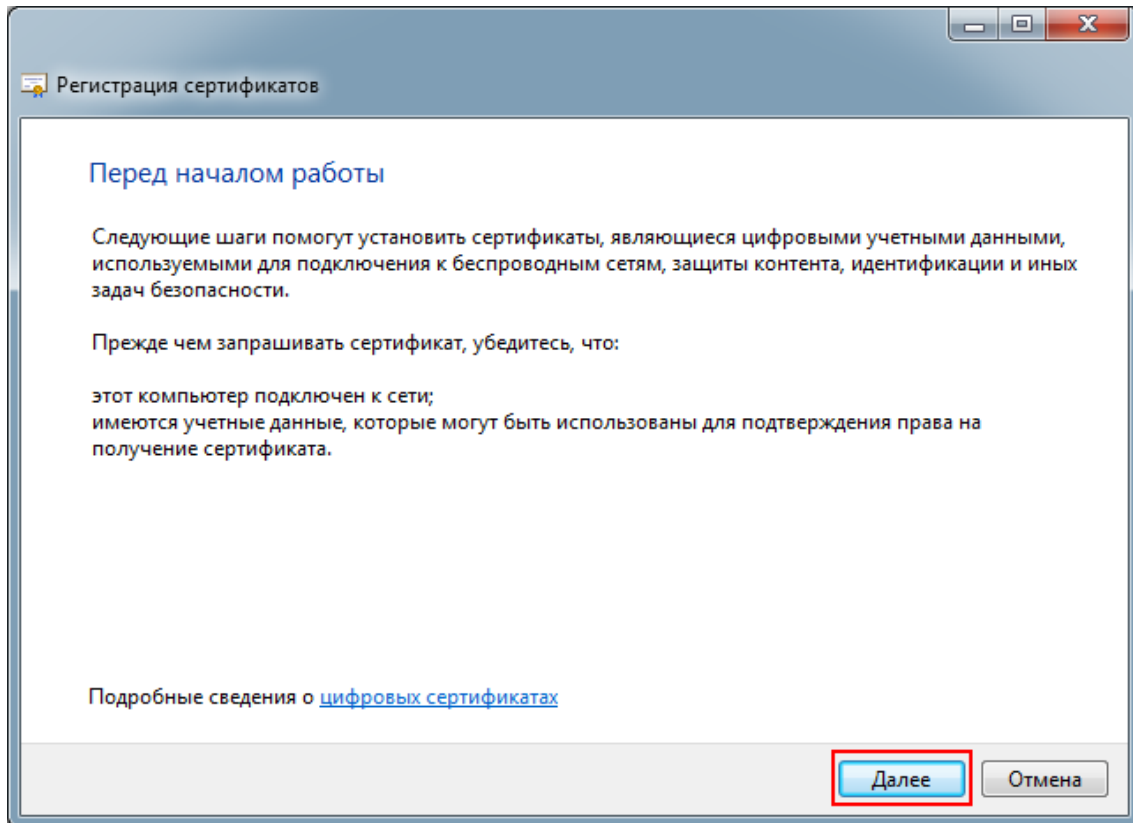 Регистрация сертификатов
Перед началом работы
Следующие шаги помогут установить сертификаты, являющиеся цифровыми учетными данными,
используемыми для подключения к беспроводным сетям, защиты контента, идентификации и иных
задач безопасности.
Прежде чем запрашивать сертификат, убедитесь, что:
этот компьютер подключен к сети;
имеются учетные данные, которые могут быть использованы для подтверждения права на
получение сертификата.
Подробные сведения о цифровых сертификатах
Далее Отмена